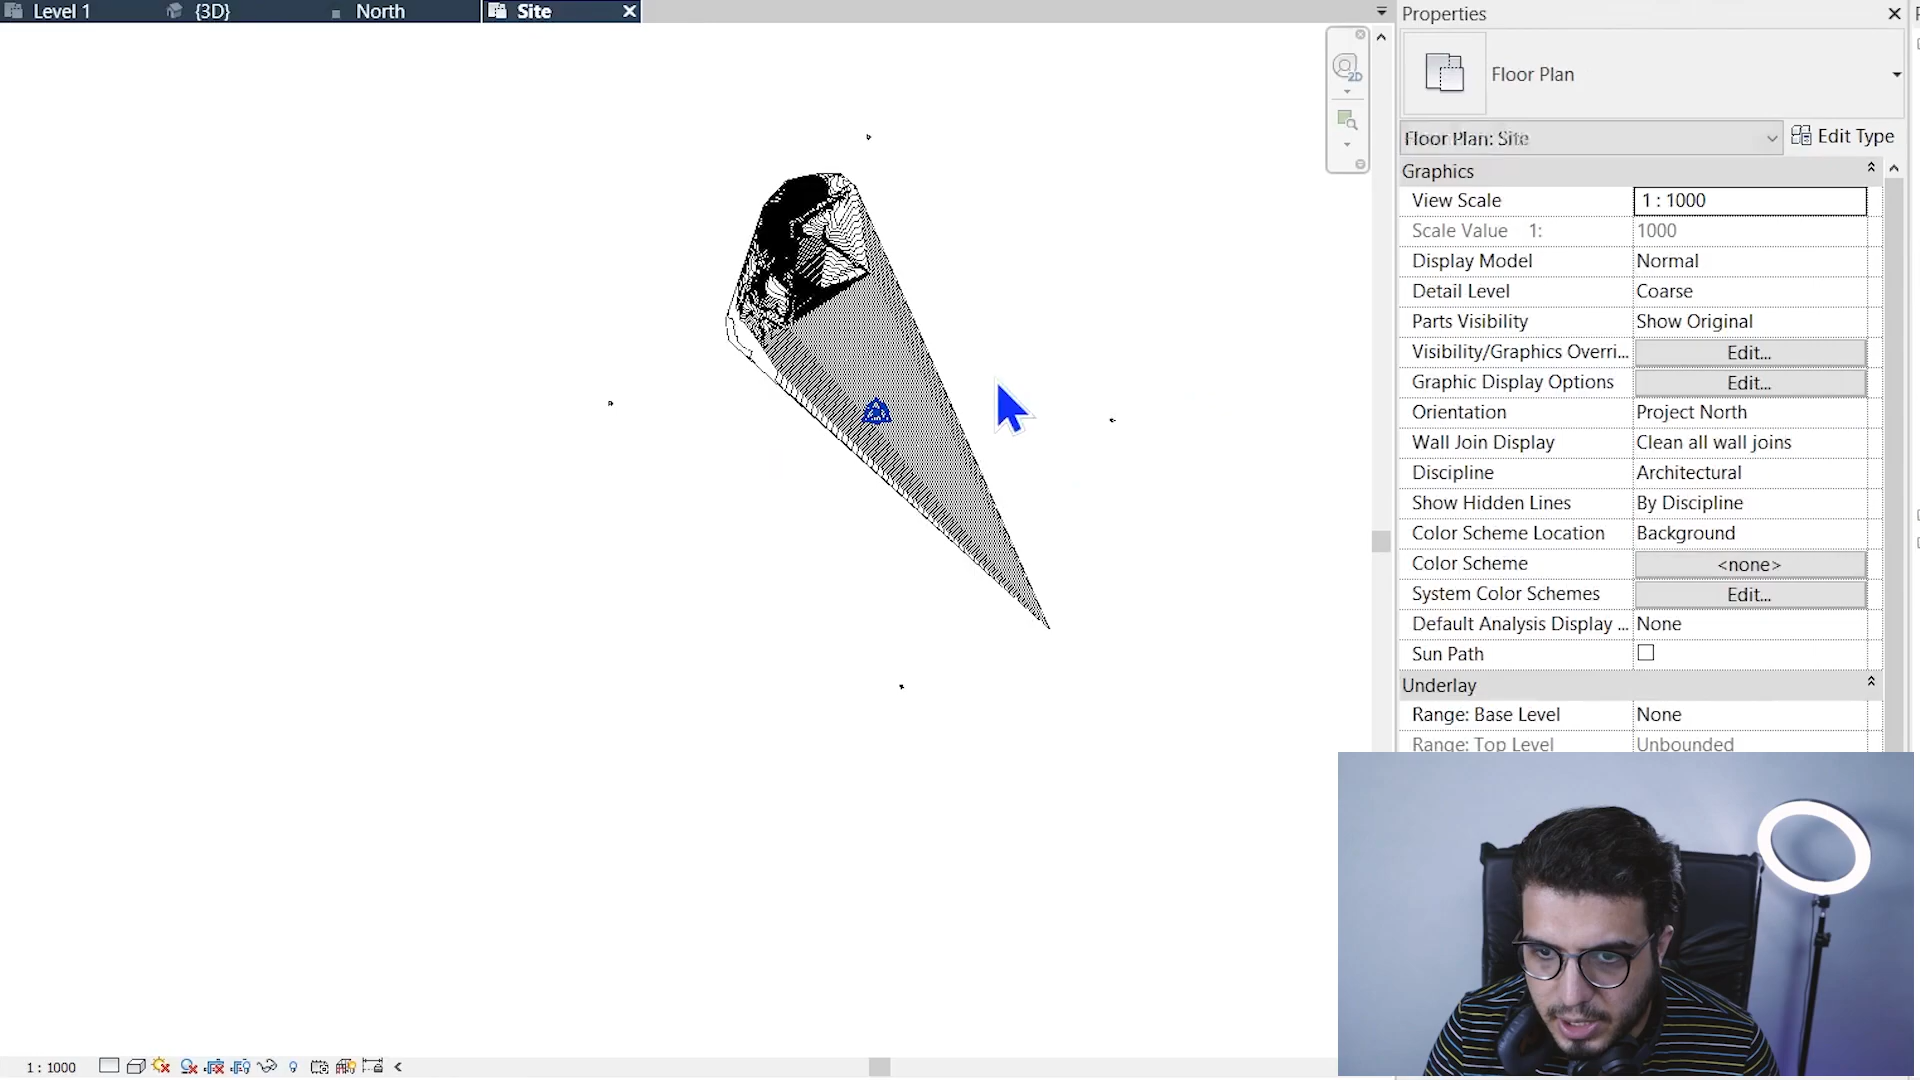 Level 1
{3D}
North
Site
Properties
2D
Floor Plan
Floor Plan: Site
Edit Type
Graphics
View Scale 1 : 1000
Scale Value 1: 1000
Display Model Normal
Detail Level Coarse
Parts Visibility Show Original
Visibility/Graphics Overri... Edit...
Graphic Display Options Edit...
Orientation Project North
Wall Join Display Clean all wall joins
Discipline Architectural
Show Hidden Lines By Discipline
Color Scheme Location Background
Color Scheme <none>
System Color Schemes Edit...
Default Analysis Display ... None
Sun Path
Underlay
Range: Base Level None
Range: Top Level Unbounded
1 : 1000